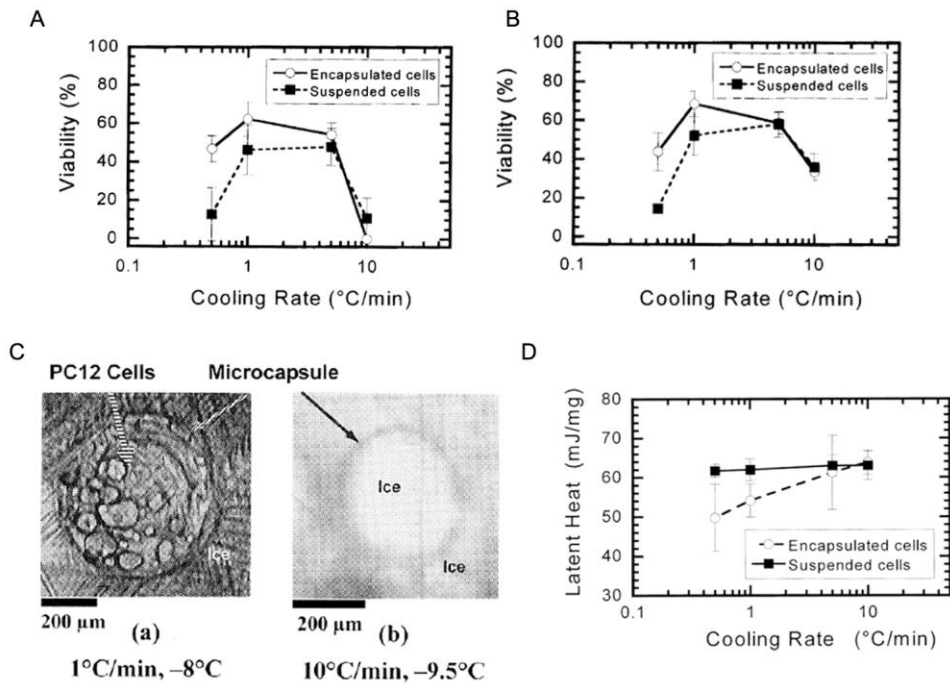 A
100
80
60
40
20
0
Viability (%)
Encapsulated cells
Suspended cells
0.1 1 10
Cooling Rate (°C/min)
B
100
80
60
40
20
0
Viability (%)
Encapsulated cells
Suspended cells
0.1 1 10
Cooling Rate (°C/min)
C
PC12 Cells Microcapsule
Ice
200 µm
(a)
1°C/min, –8°C
Ice
Ice
200 µm
(b)
10°C/min, –9.5°C
D
80
70
60
50
40
30
Latent Heat (mJ/mg)
Encapsulated cells
Suspended cells
0.1 1 10
Cooling Rate (°C/min)